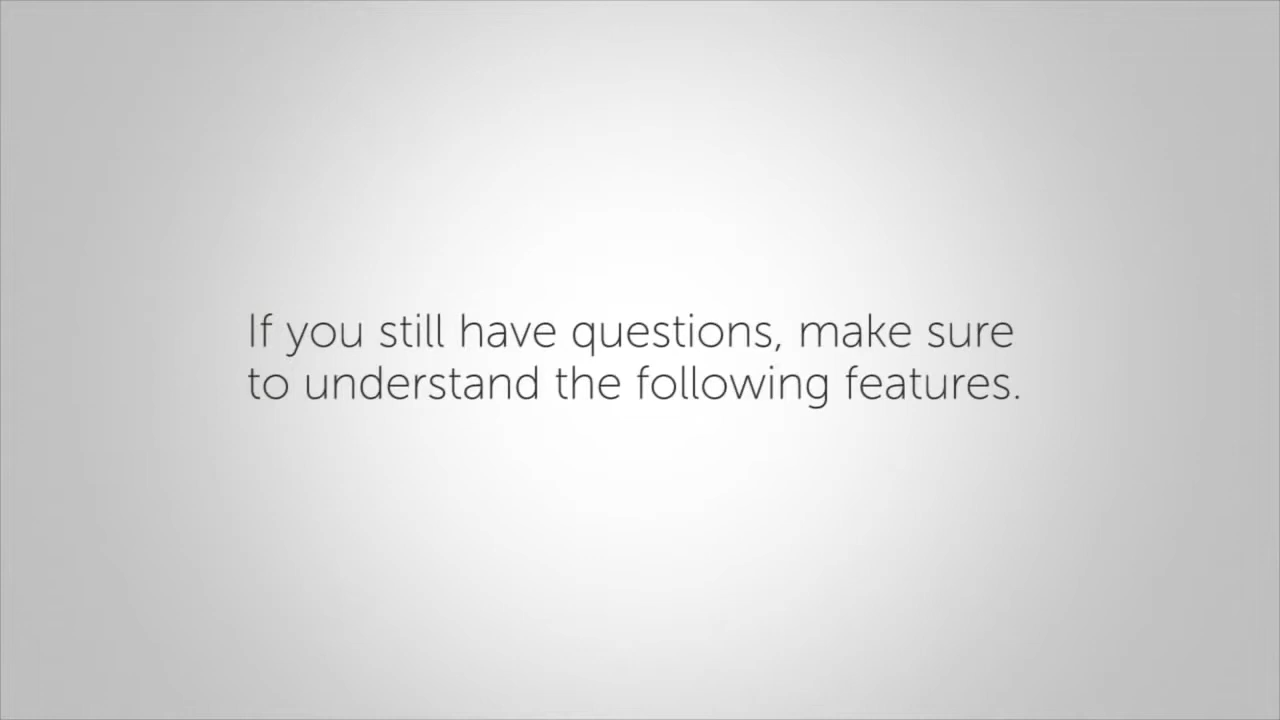 If you still have questions, make sure
to understand the following features.